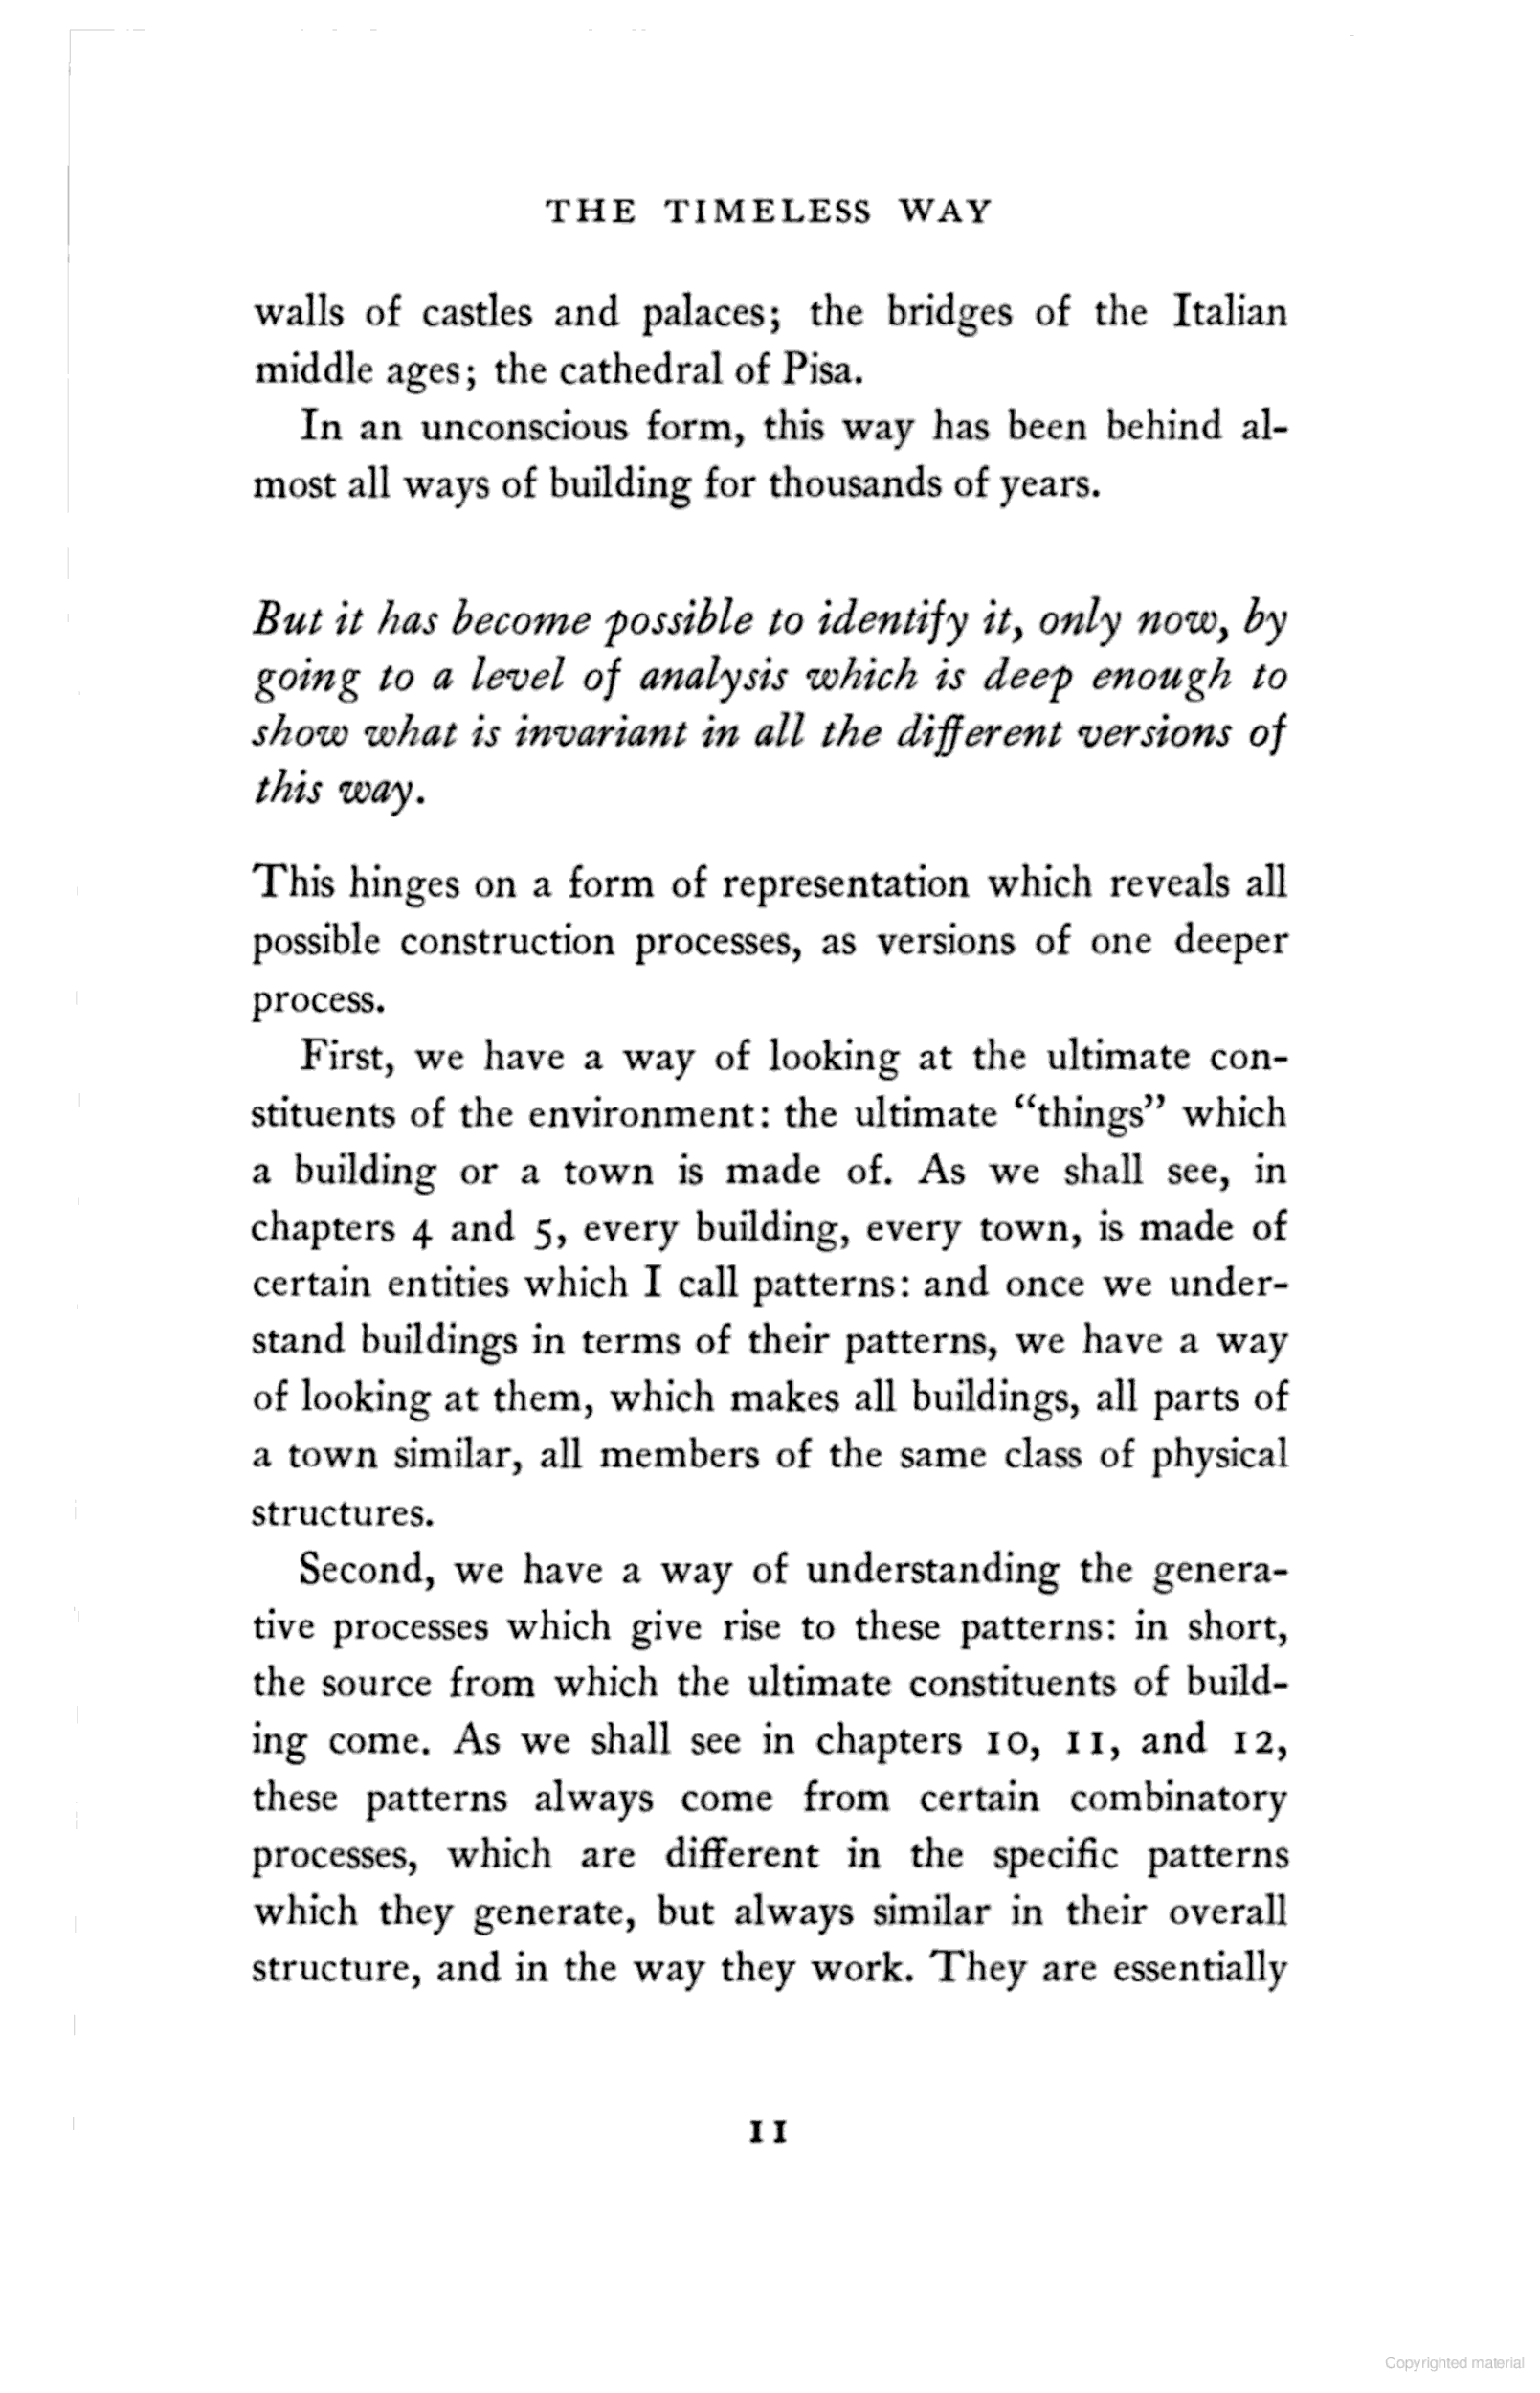 THE TIMELESS WAY
walls of castles and palaces; the bridges of the Italian
middle ages; the cathedral of Pisa.
In an unconscious form, this way has been behind al-
most all ways of building for thousands of years.
But it has become possible to identify it, only now, by
going to a level of analysis which is deep enough to
show what is invariant in all the different versions of
this way.
This hinges on a form of representation which reveals all
possible construction processes, as versions of one deeper
process.
First, we have a way of looking at the ultimate con-
stituents of the environment: the ultimate “things” which
a building or a town is made of. As we shall see, in
chapters 4 and 5, every building, every town, is made of
certain entities which I call patterns: and once we under-
stand buildings in terms of their patterns, we have a way
of looking at them, which makes all buildings, all parts of
a town similar, all members of the same class of physical
structures.
Second, we have a way of understanding the genera-
tive processes which give rise to these patterns: in short,
the source from which the ultimate constituents of build-
ing come. As we shall see in chapters 10, 11, and 12,
these patterns always come from certain combinatory
processes, which are different in the specific patterns
which they generate, but always similar in their overall
structure, and in the way they work. They are essentially
11
Copyrighted material